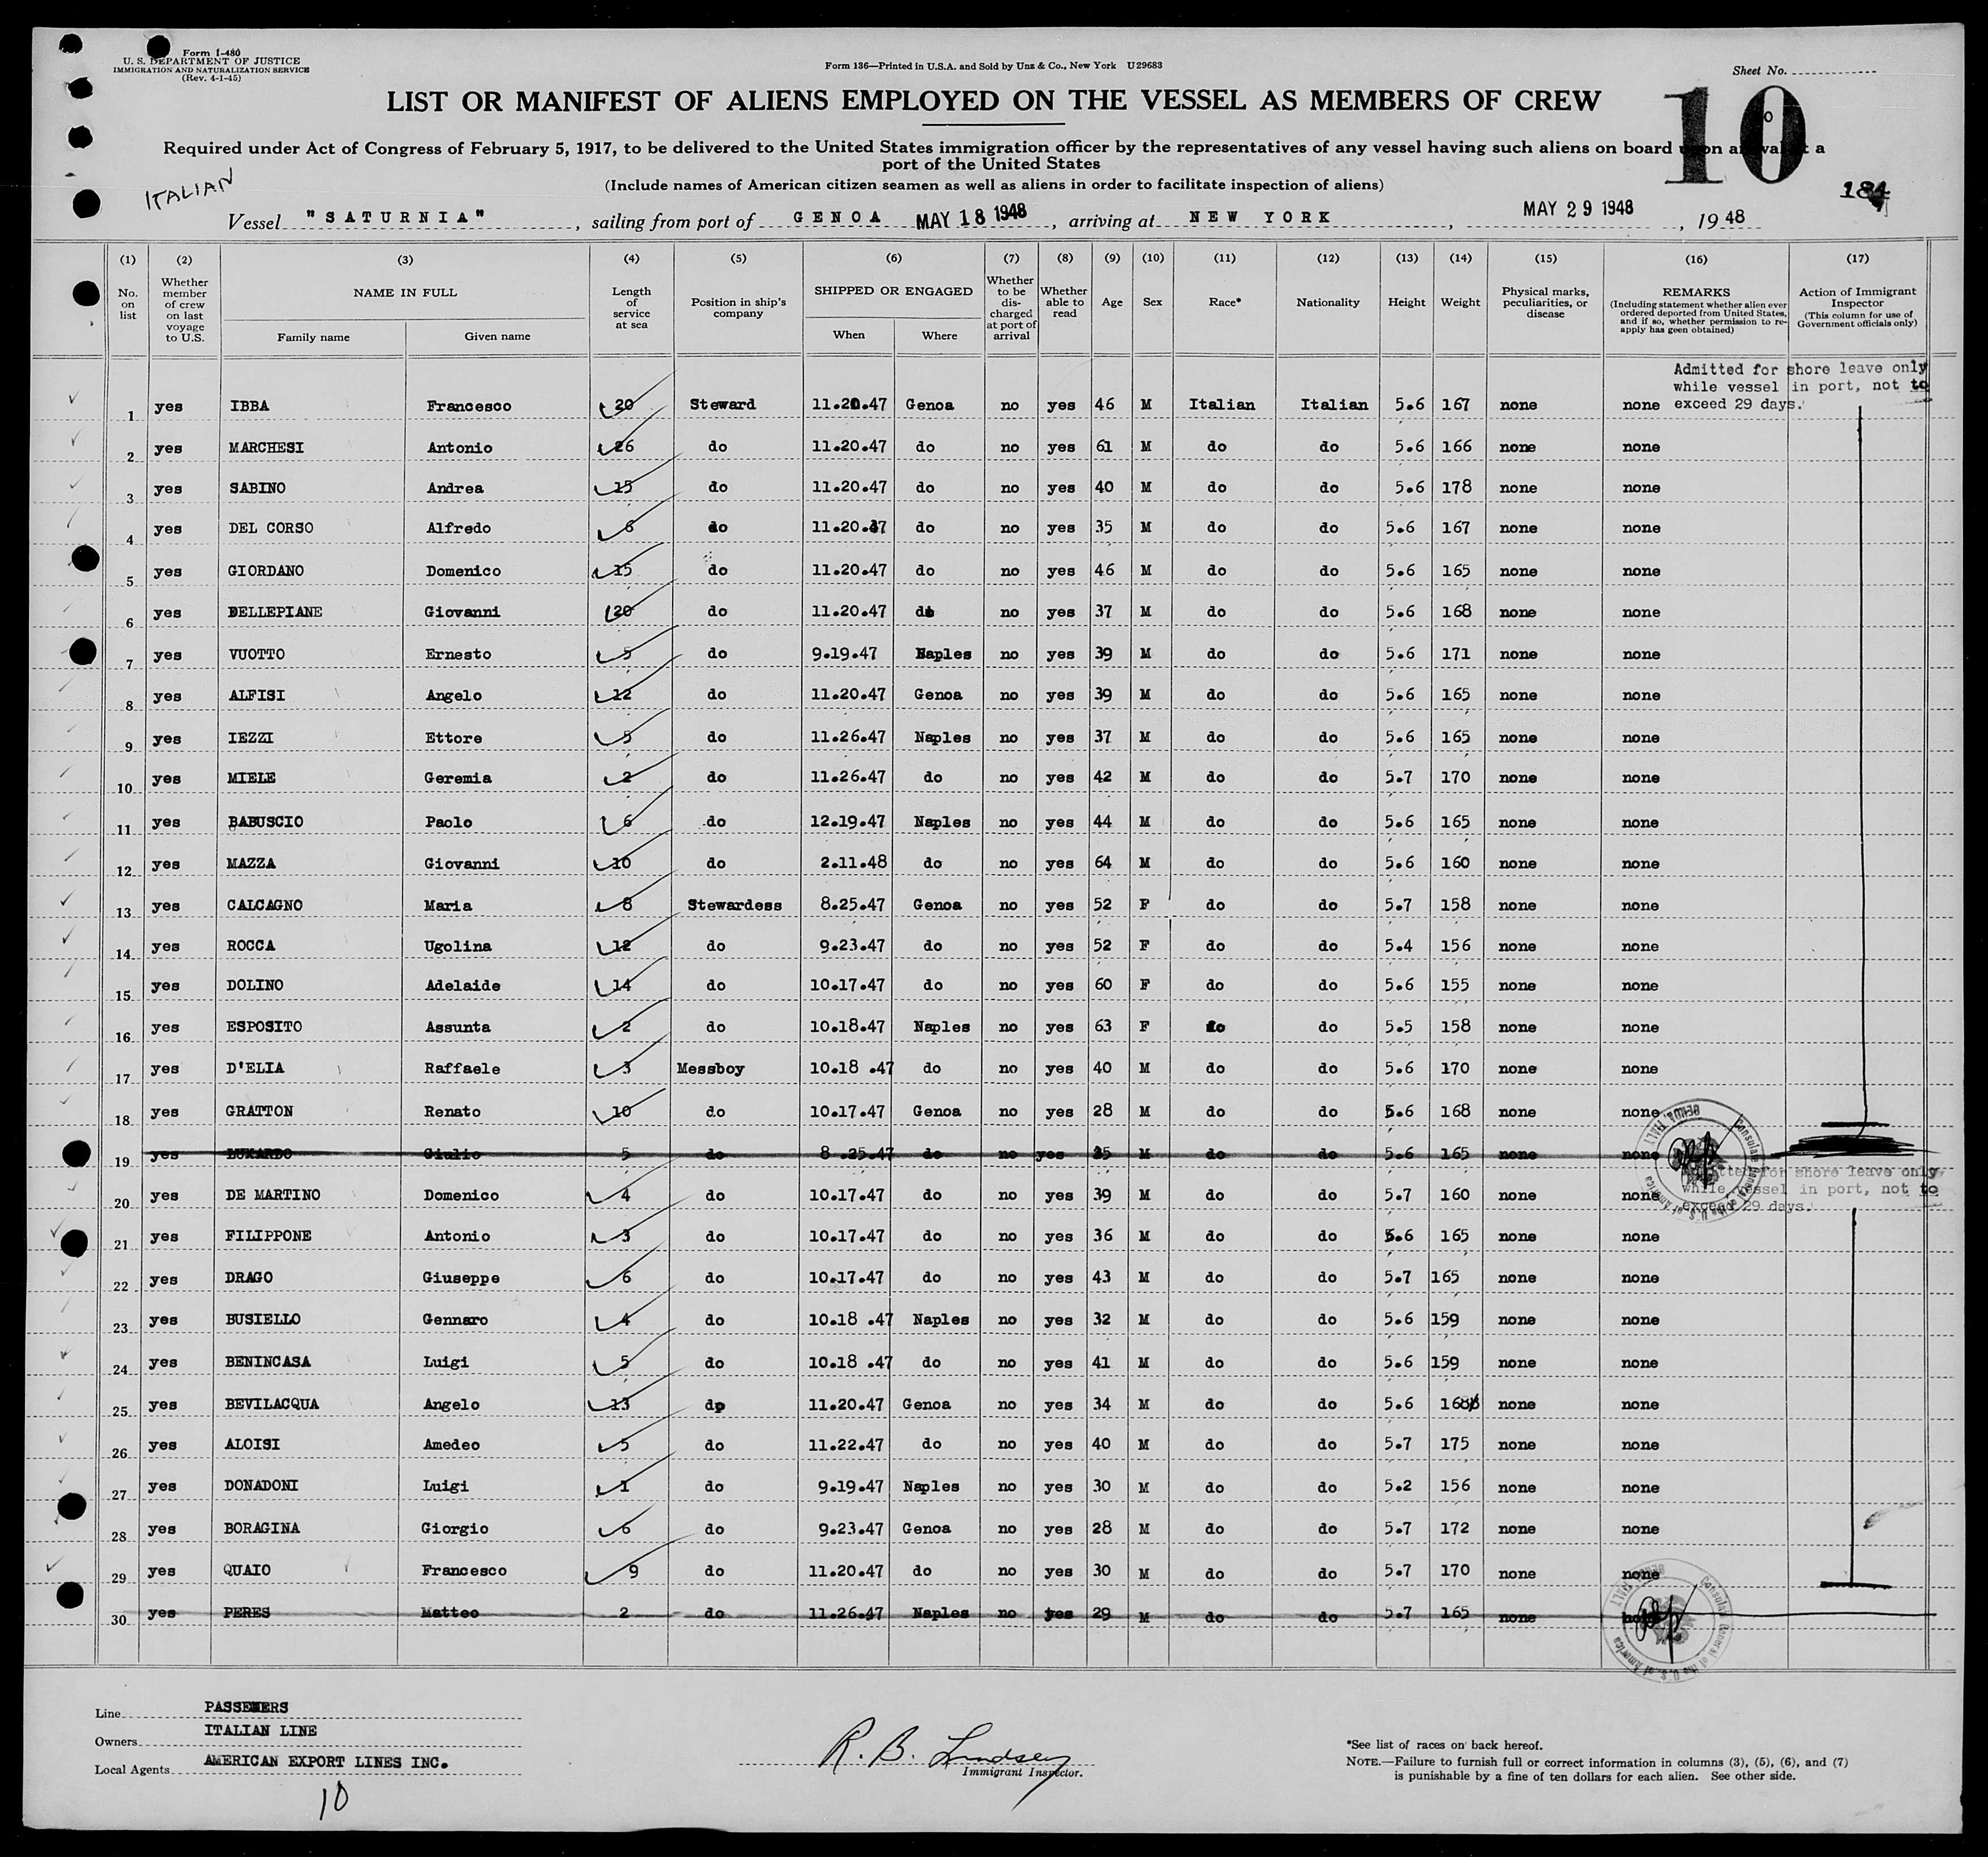 Form I-480
U. S. DEPARTMENT OF JUSTICE
IMMIGRATION AND NATURALIZATION SERVICE
(Rev. 4-1-45)
Form 136—Printed in U.S.A. and Sold by Unz & Co., New York U29683
Sheet No.
LIST OR MANIFEST OF ALIENS EMPLOYED ON THE VESSEL AS MEMBERS OF CREW
10
Required under Act of Congress of February 5, 1917, to be delivered to the United States immigration officer by the representatives of any vessel having such aliens on board upon arrival at a
port of the United States
(Include names of American citizen seamen as well as aliens in order to facilitate inspection of aliens)
ITALIAN
Vessel "SATURNIA", sailing from port of GENOA MAY 18 1948, arriving at NEW YORK, MAY 29 1948, 1948
(1) (2) (3) (4) (5) (6) (7) (8) (9) (10) (11) (12) (13) (14) (15) (16) (17)
No. on list
Whether member of crew on last voyage to U.S.
NAME IN FULL
Family name Given name
Length of service at sea
Position in ship's company
SHIPPED OR ENGAGED
When Where
Whether to be discharged at port of arrival
Whether able to read
Age Sex Race* Nationality Height Weight
Physical marks, peculiarities, or disease
REMARKS
(Including statement whether alien ever ordered deported from United States, and if so, whether permission to re-apply has geen obtained)
Action of Immigrant Inspector
(This column for use of Government officials only)
Admitted for shore leave only
while vessel in port, not to
exceed 29 days.
1 yes IBBA Francesco 20 Steward 11.20.47 Genoa no yes 46 M Italian Italian 5.6 167 none none
2 yes MARCHESI Antonio 26 do 11.20.47 do no yes 61 M do do 5.6 166 none none
3 yes SABINO Andrea 15 do 11.20.47 do no yes 40 M do do 5.6 178 none none
4 yes DEL CORSO Alfredo 6 do 11.20.47 do no yes 35 M do do 5.6 167 none none
5 yes GIORDANO Domenico 15 do 11.20.47 do no yes 46 M do do 5.6 165 none none
6 yes DELLEPIANE Giovanni 20 do 11.20.47 do no yes 37 M do do 5.6 168 none none
7 yes VUOTTO Ernesto 5 do 9.19.47 Naples no yes 39 M do do 5.6 171 none none
8 yes ALFISI Angelo 12 do 11.20.47 Genoa no yes 39 M do do 5.6 165 none none
9 yes IEZZI Ettore 5 do 11.26.47 Naples no yes 37 M do do 5.6 165 none none
10 yes MIELE Geremia 2 do 11.26.47 do no yes 42 M do do 5.7 170 none none
11 yes BABUSCIO Paolo 6 do 12.19.47 Naples no yes 44 M do do 5.6 165 none none
12 yes MAZZA Giovanni 10 do 2.11.48 do no yes 64 M do do 5.6 160 none none
13 yes CALCAGNO Maria 8 Stewardess 8.25.47 Genoa no yes 52 F do do 5.7 158 none none
14 yes ROCCA Ugolina 12 do 9.23.47 do no yes 52 F do do 5.4 156 none none
15 yes DOLINO Adelaide 14 do 10.17.47 do no yes 60 F do do 5.6 155 none none
16 yes ESPOSITO Assunta 2 do 10.18.47 Naples no yes 63 F do do 5.5 158 none none
17 yes D'ELIA Raffaele 3 Messboy 10.18 .47 do no yes 40 M do do 5.6 170 none none
18 yes GRATTON Renato 10 do 10.17.47 Genoa no yes 28 M do do 5.6 168 none none
19 yes LUXARDO Giulio 5 do 8 .25.47 do no yes 35 M do do 5.6 165 none none
Admitted for shore leave only
while vessel in port, not to
exceed 29 days.
20 yes DE MARTINO Domenico 4 do 10.17.47 do no yes 39 M do do 5.7 160 none none
21 yes FILIPPONE Antonio 3 do 10.17.47 do no yes 36 M do do 5.6 165 none none
22 yes DRAGO Giuseppe 6 do 10.17.47 do no yes 43 M do do 5.7 165 none none
23 yes BUSIELLO Gennaro 4 do 10.18 .47 Naples no yes 32 M do do 5.6 159 none none
24 yes BENINCASA Luigi 5 do 10.18 .47 do no yes 41 M do do 5.6 159 none none
25 yes BEVILACQUA Angelo 13 do 11.20.47 Genoa no yes 34 M do do 5.6 168 none none
26 yes ALOISI Amedeo 5 do 11.22.47 do no yes 40 M do do 5.7 175 none none
27 yes DONADONI Luigi 1 do 9.19.47 Naples no yes 30 M do do 5.2 156 none none
28 yes BORAGINA Giorgio 6 do 9.23.47 Genoa no yes 28 M do do 5.7 172 none none
29 yes QUAIO Francesco 9 do 11.20.47 do no yes 30 M do do 5.7 170 none none
30 yes PERES Matteo 2 do 11.26.47 Naples no yes 29 M do do 5.7 165 none none
Consulate General of the U.S. of America
GENOA, ITALY
Line PASSENERS
Owners ITALIAN LINE
Local Agents AMERICAN EXPORT LINES INC.
10
R. B. Lindsey
Immigrant Inspector.
*See list of races on back hereof.
NOTE.—Failure to furnish full or correct information in columns (3), (5), (6), and (7)
is punishable by a fine of ten dollars for each alien. See other side.